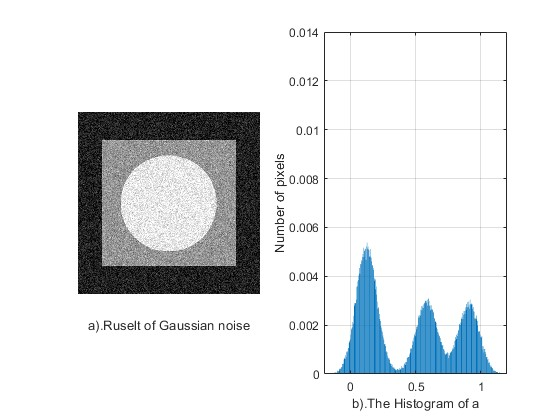 a).Ruselt of Gaussian noise
Number of pixels
0.014
0.012
0.01
0.008
0.006
0.004
0.002
0
0 0.5 1
b).The Histogram of a